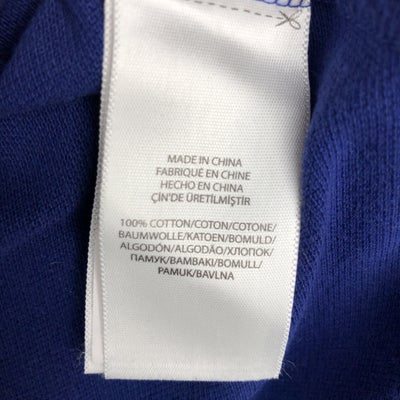 MADE IN CHINA
FABRIQUÉ EN CHINE
HECHO EN CHINA
ÇİN'DE ÜRETİLMİŞTİR
100% COTTON/COTON/COTONE/
BAUMWOLLE/KATOEN/BOMULD/
ALGODÓN/ALGODÃO/ХЛОПОК/
ПАМУК/BAMBAKI/BOMULL/
PAMUK/BAVLNA